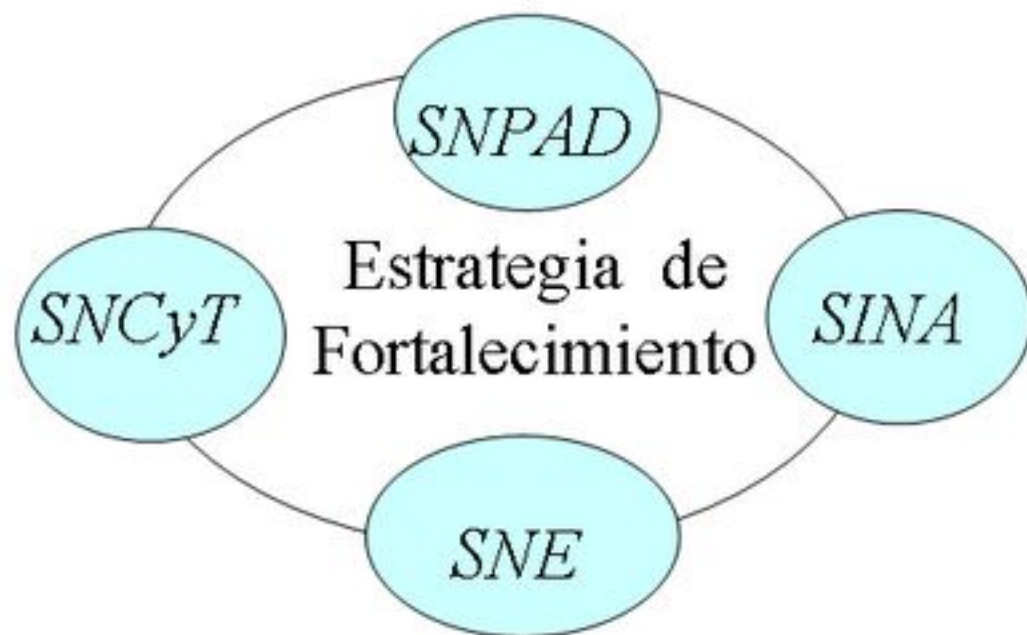 SNPAD
Estrategia de
Fortalecimiento
SNCyT
SINA
SNE